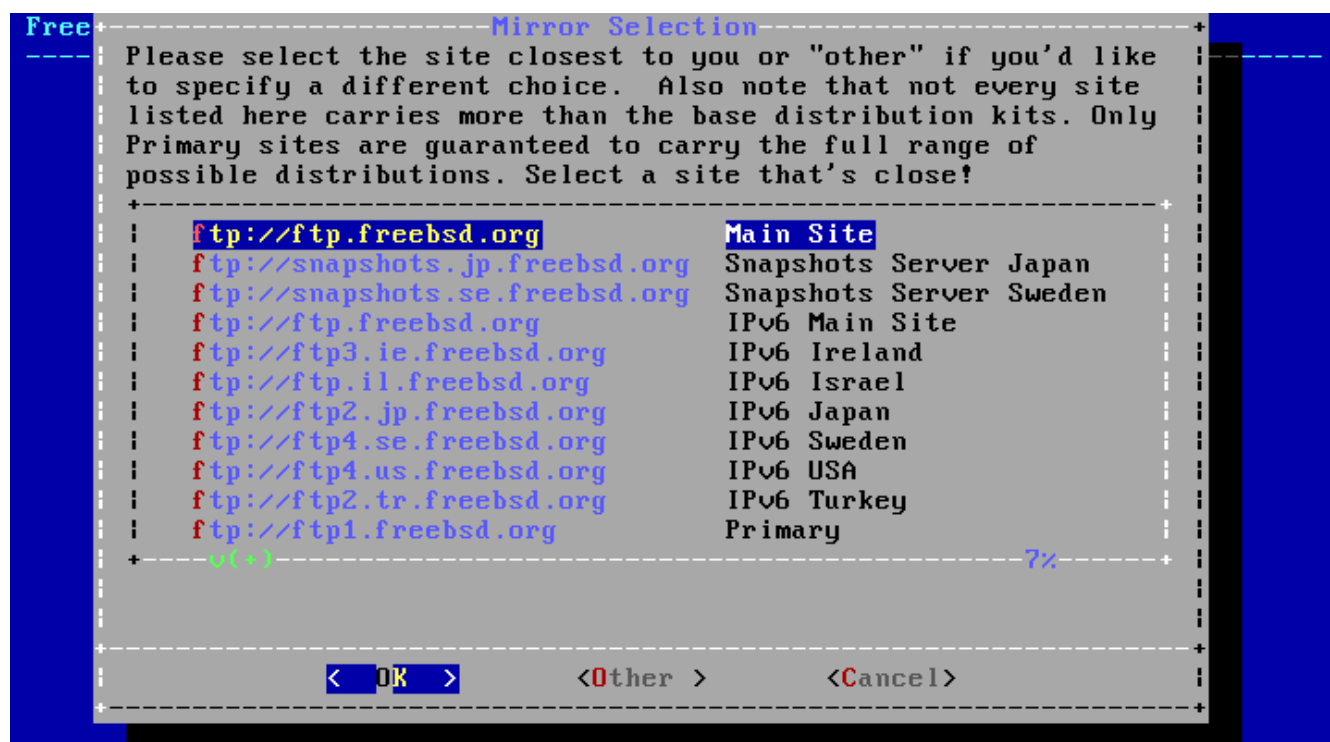 Free
Mirror Selection
Please select the site closest to you or "other" if you'd like
to specify a different choice.  Also note that not every site
listed here carries more than the base distribution kits. Only
Primary sites are guaranteed to carry the full range of
possible distributions. Select a site that's close!
ftp://ftp.freebsd.org Main Site
ftp://snapshots.jp.freebsd.org Snapshots Server Japan
ftp://snapshots.se.freebsd.org Snapshots Server Sweden
ftp://ftp.freebsd.org IPv6 Main Site
ftp://ftp3.ie.freebsd.org IPv6 Ireland
ftp://ftp.il.freebsd.org IPv6 Israel
ftp://ftp2.jp.freebsd.org IPv6 Japan
ftp://ftp4.se.freebsd.org IPv6 Sweden
ftp://ftp4.us.freebsd.org IPv6 USA
ftp://ftp2.tr.freebsd.org IPv6 Turkey
ftp://ftp1.freebsd.org Primary
v(+) 7%
< OK > <Other > <Cancel>